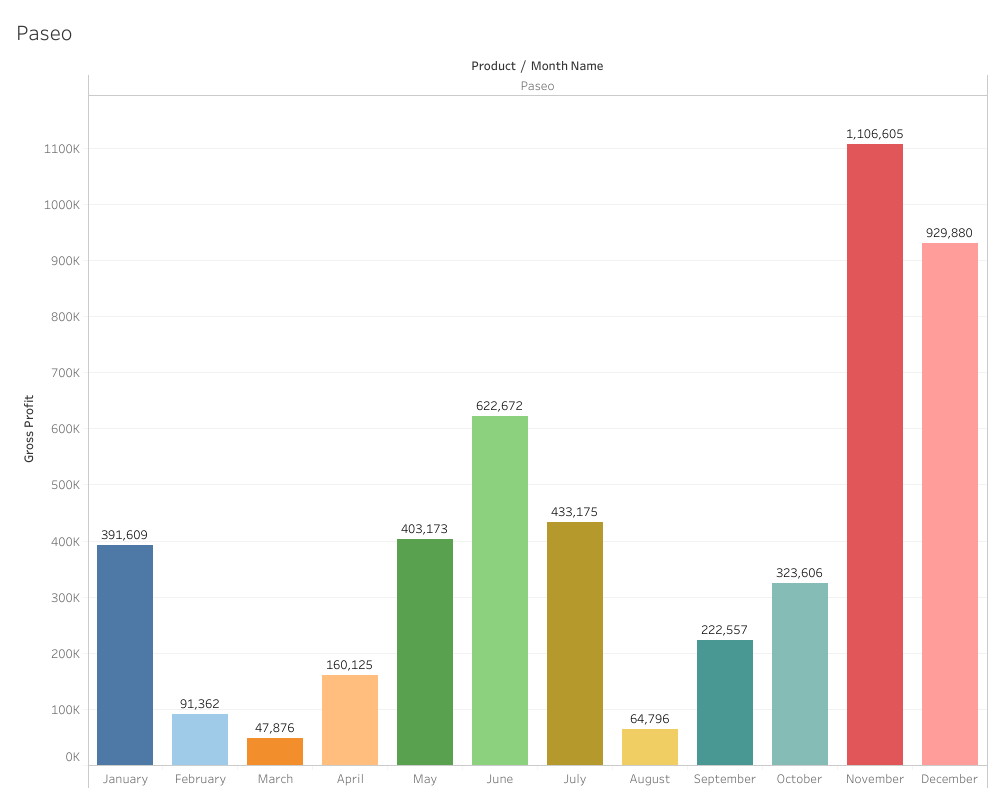 Paseo
Product / Month Name
Paseo
Gross Profit
1100K
1000K
900K
800K
700K
600K
500K
400K
300K
200K
100K
0K
391,609
91,362
47,876
160,125
403,173
622,672
433,175
64,796
222,557
323,606
1,106,605
929,880
January February March April May June July August September October November December